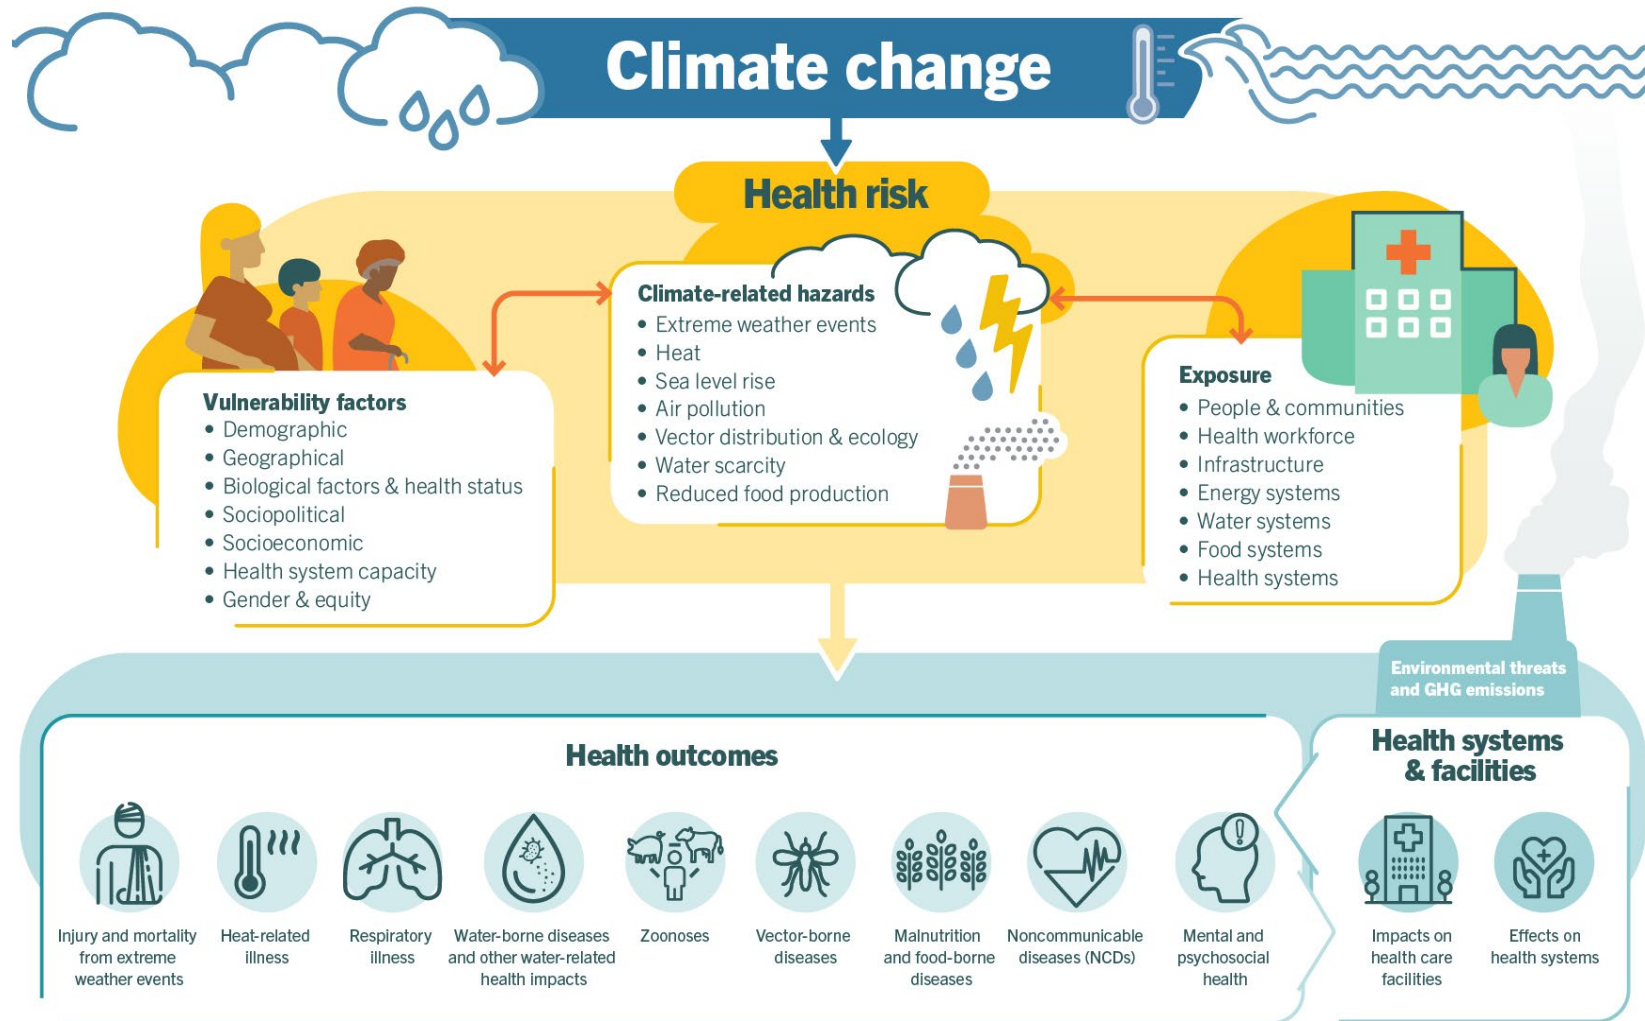 Climate change
Health risk
Climate-related hazards
• Extreme weather events
• Heat
• Sea level rise
• Air pollution
• Vector distribution & ecology
• Water scarcity
• Reduced food production
Vulnerability factors
• Demographic
• Geographical
• Biological factors & health status
• Sociopolitical
• Socioeconomic
• Health system capacity
• Gender & equity
Exposure
• People & communities
• Health workforce
• Infrastructure
• Energy systems
• Water systems
• Food systems
• Health systems
Environmental threats
and GHG emissions
Health outcomes
Injury and mortality
from extreme
weather events
Heat-related
illness
Respiratory
illness
Water-borne diseases
and other water-related
health impacts
Zoonoses
Vector-borne
diseases
Malnutrition
and food-borne
diseases
Noncommunicable
diseases (NCDs)
Mental and
psychosocial
health
Health systems
& facilities
Impacts on
health care
facilities
Effects on
health systems